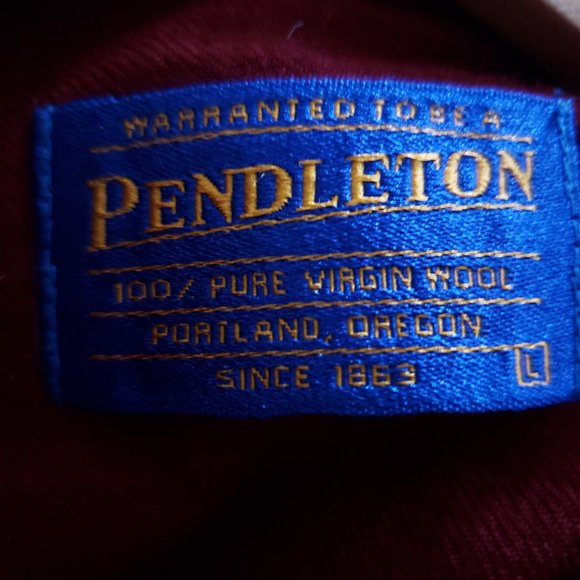 WARRANTED TO BE A
PENDLETON
100% PURE VIRGIN WOOL
PORTLAND, OREGON
SINCE 1863
L